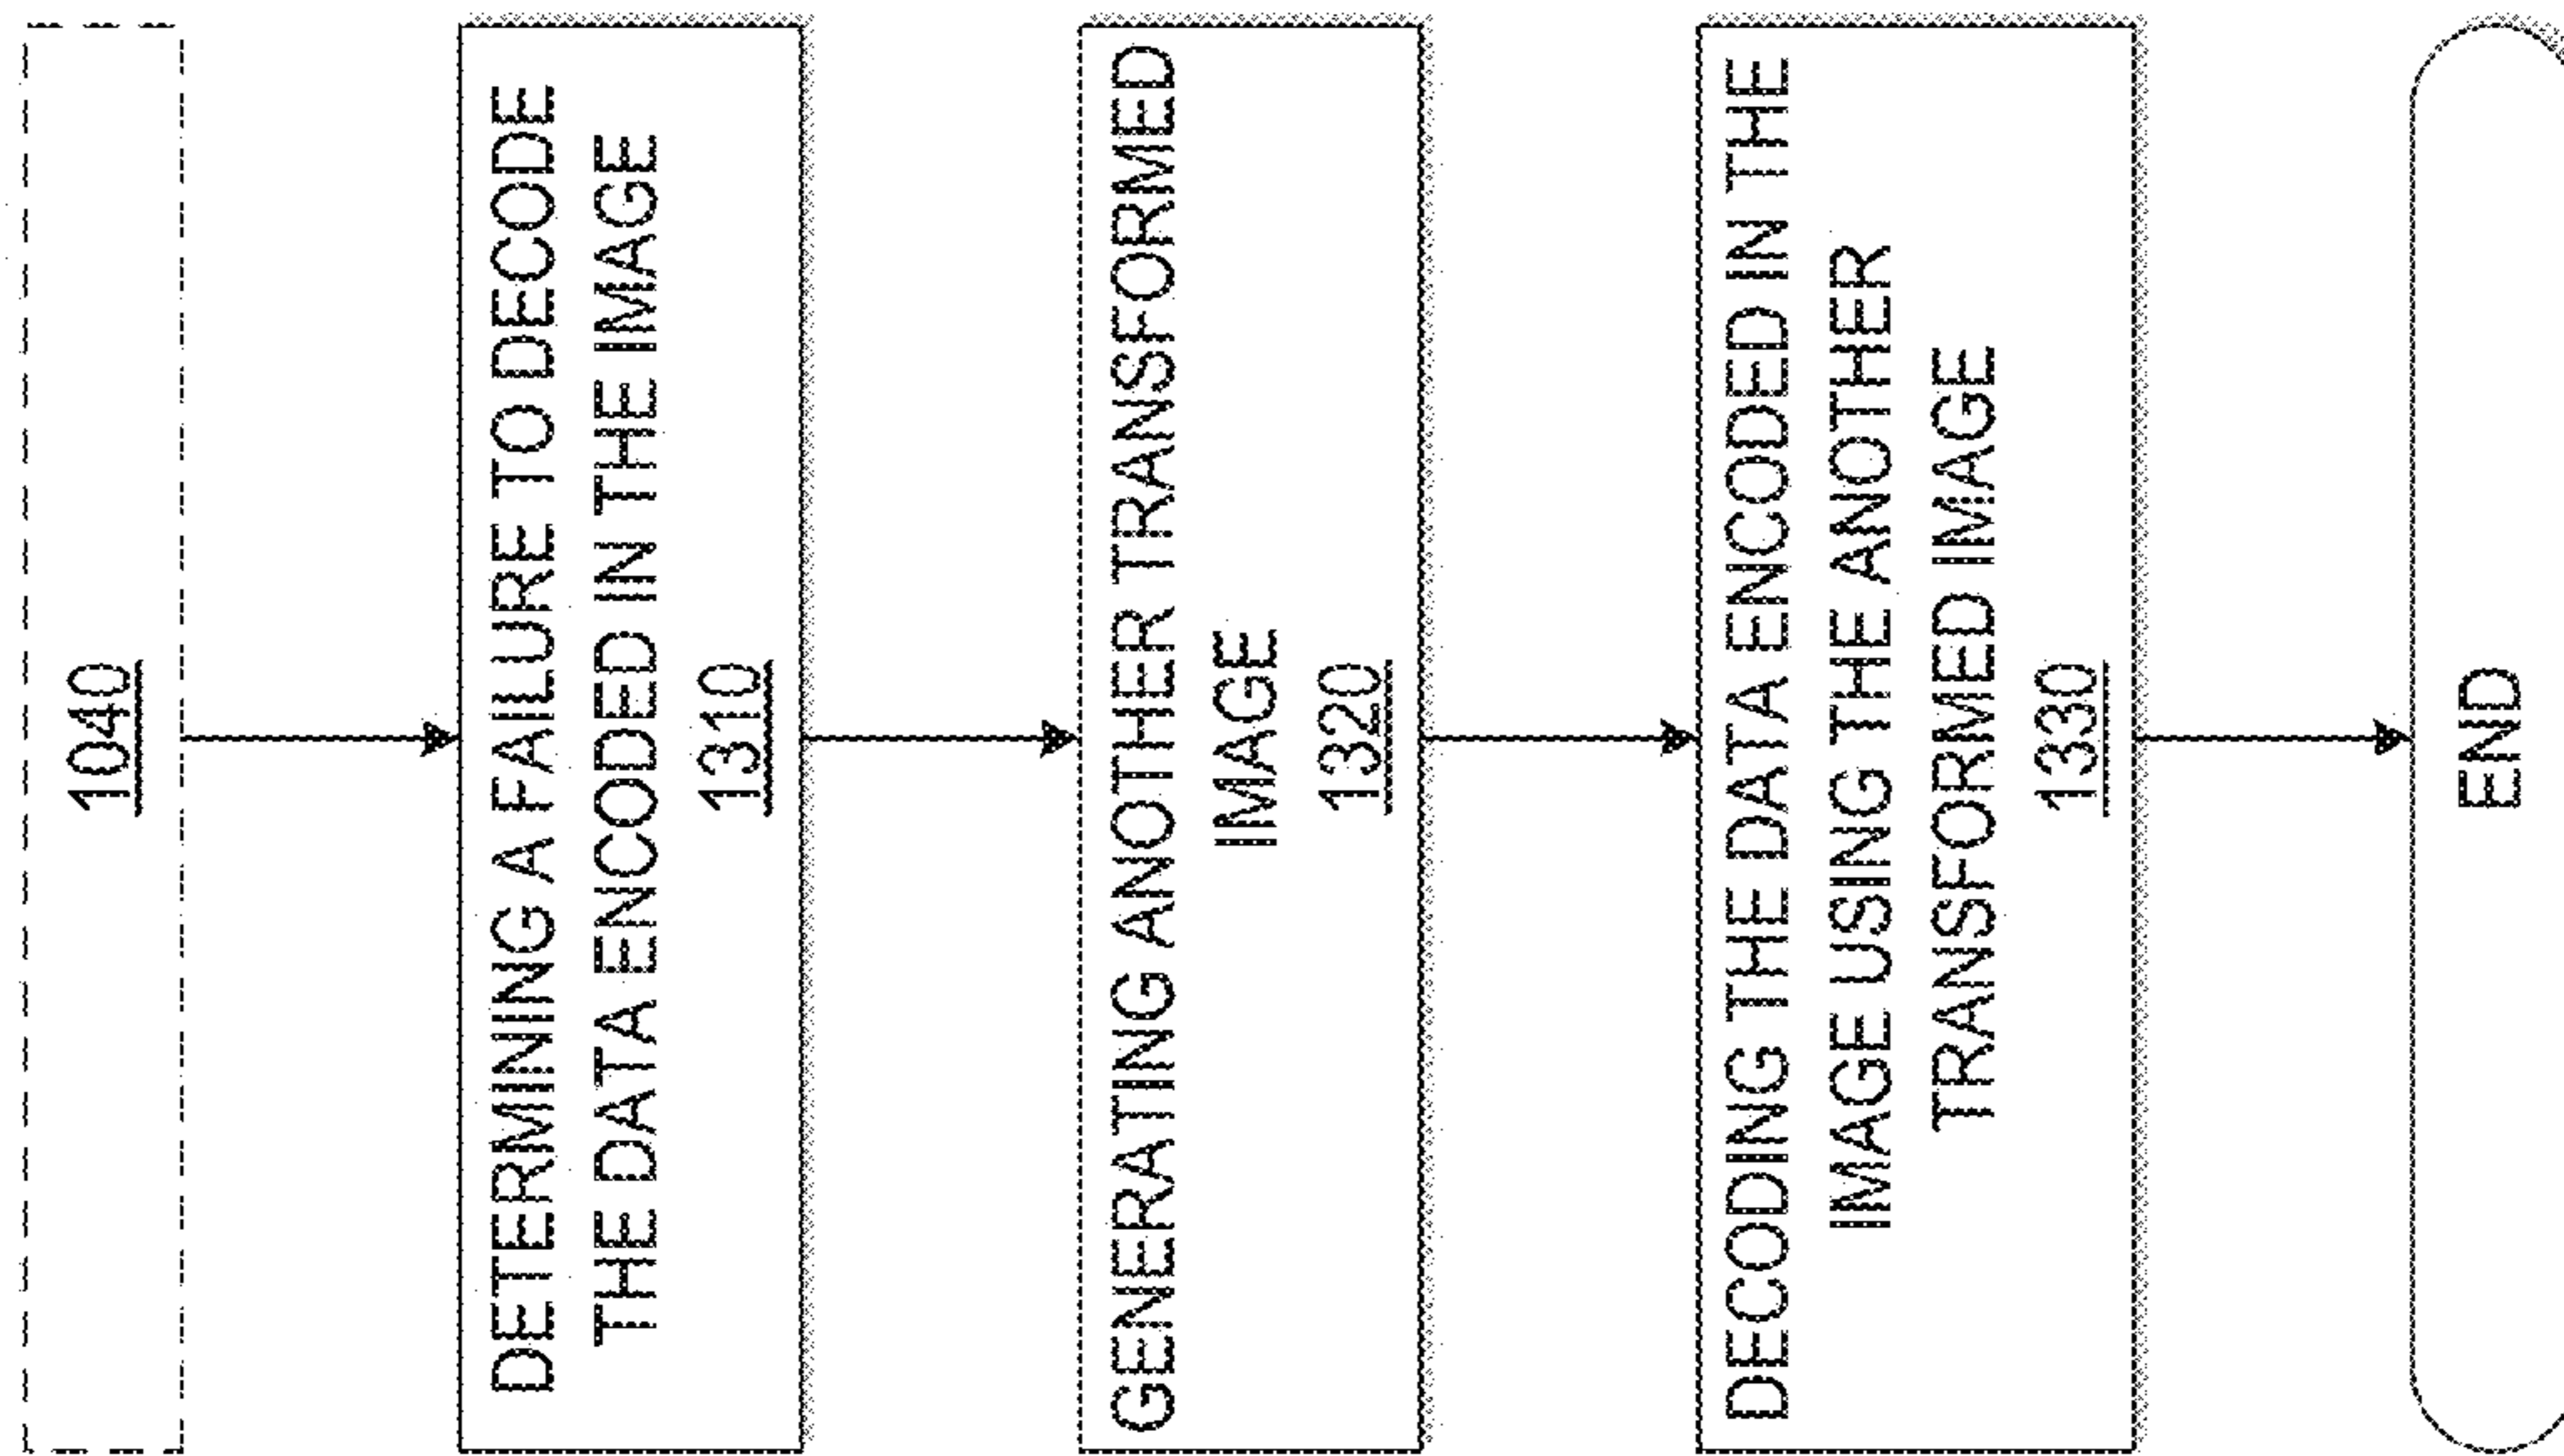 1040
DETERMINING A FAILURE TO DECODE
THE DATA ENCODED IN THE IMAGE
1310
GENERATING ANOTHER TRANSFORMED
IMAGE
1320
DECODING THE DATA ENCODED IN THE
IMAGE USING THE ANOTHER
TRANSFORMED IMAGE
1330
END